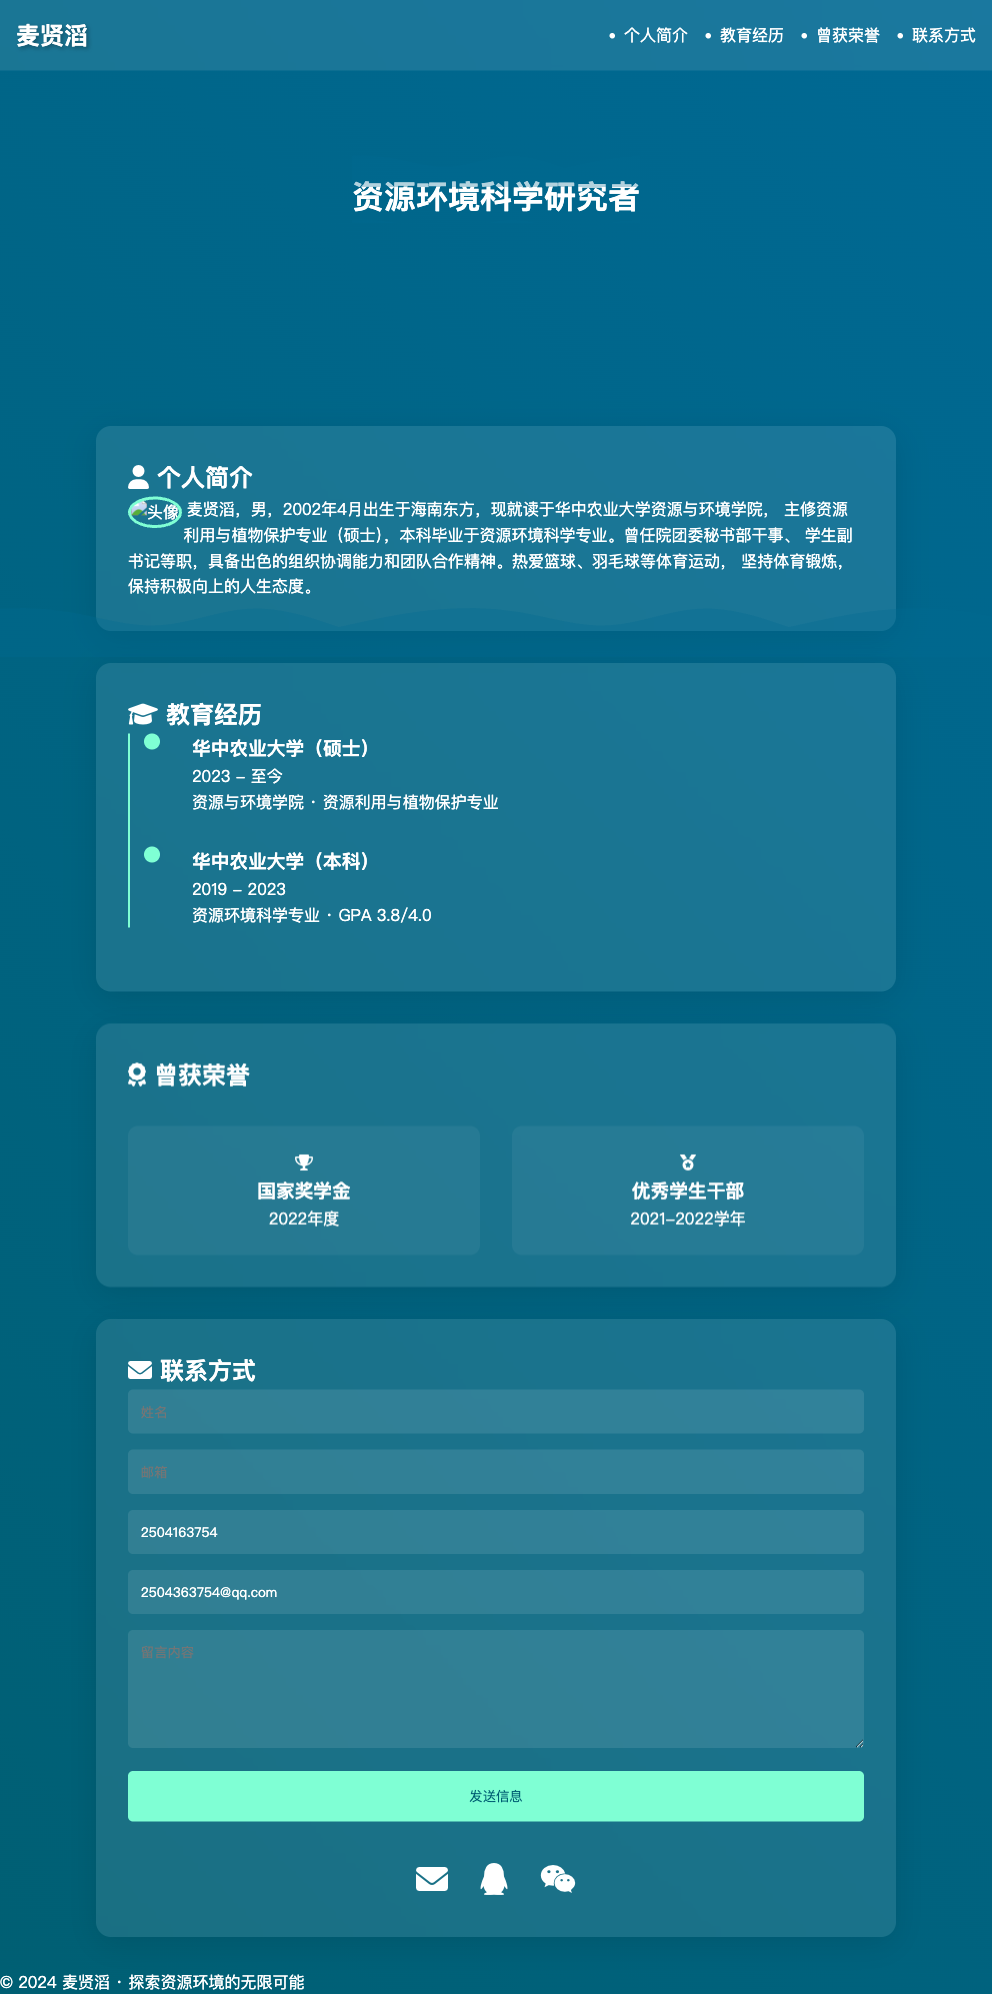 麦贤滔
• 个人简介 • 教育经历 • 曾获荣誉 • 联系方式
资源环境科学研究者
个人简介
头像 麦贤滔，男，2002年4月出生于海南东方，现就读于华中农业大学资源与环境学院， 主修资源
利用与植物保护专业（硕士），本科毕业于资源环境科学专业。曾任院团委秘书部干事、 学生副
书记等职，具备出色的组织协调能力和团队合作精神。热爱篮球、羽毛球等体育运动， 坚持体育锻炼，
保持积极向上的人生态度。
教育经历
华中农业大学（硕士）
2023 - 至今
资源与环境学院 · 资源利用与植物保护专业
华中农业大学（本科）
2019 - 2023
资源环境科学专业 · GPA 3.8/4.0
曾获荣誉
国家奖学金
2022年度
优秀学生干部
2021-2022学年
联系方式
姓名
邮箱
2504163754
2504363754@qq.com
留言内容
发送信息
© 2024 麦贤滔 · 探索资源环境的无限可能